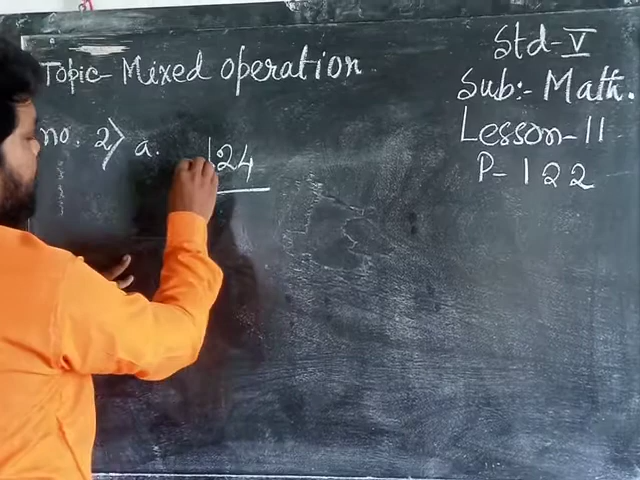 Std - V
Topic - Mixed Operation
Sub:- Math.
Lesson - 11
P - 122
no. 2> a.
124